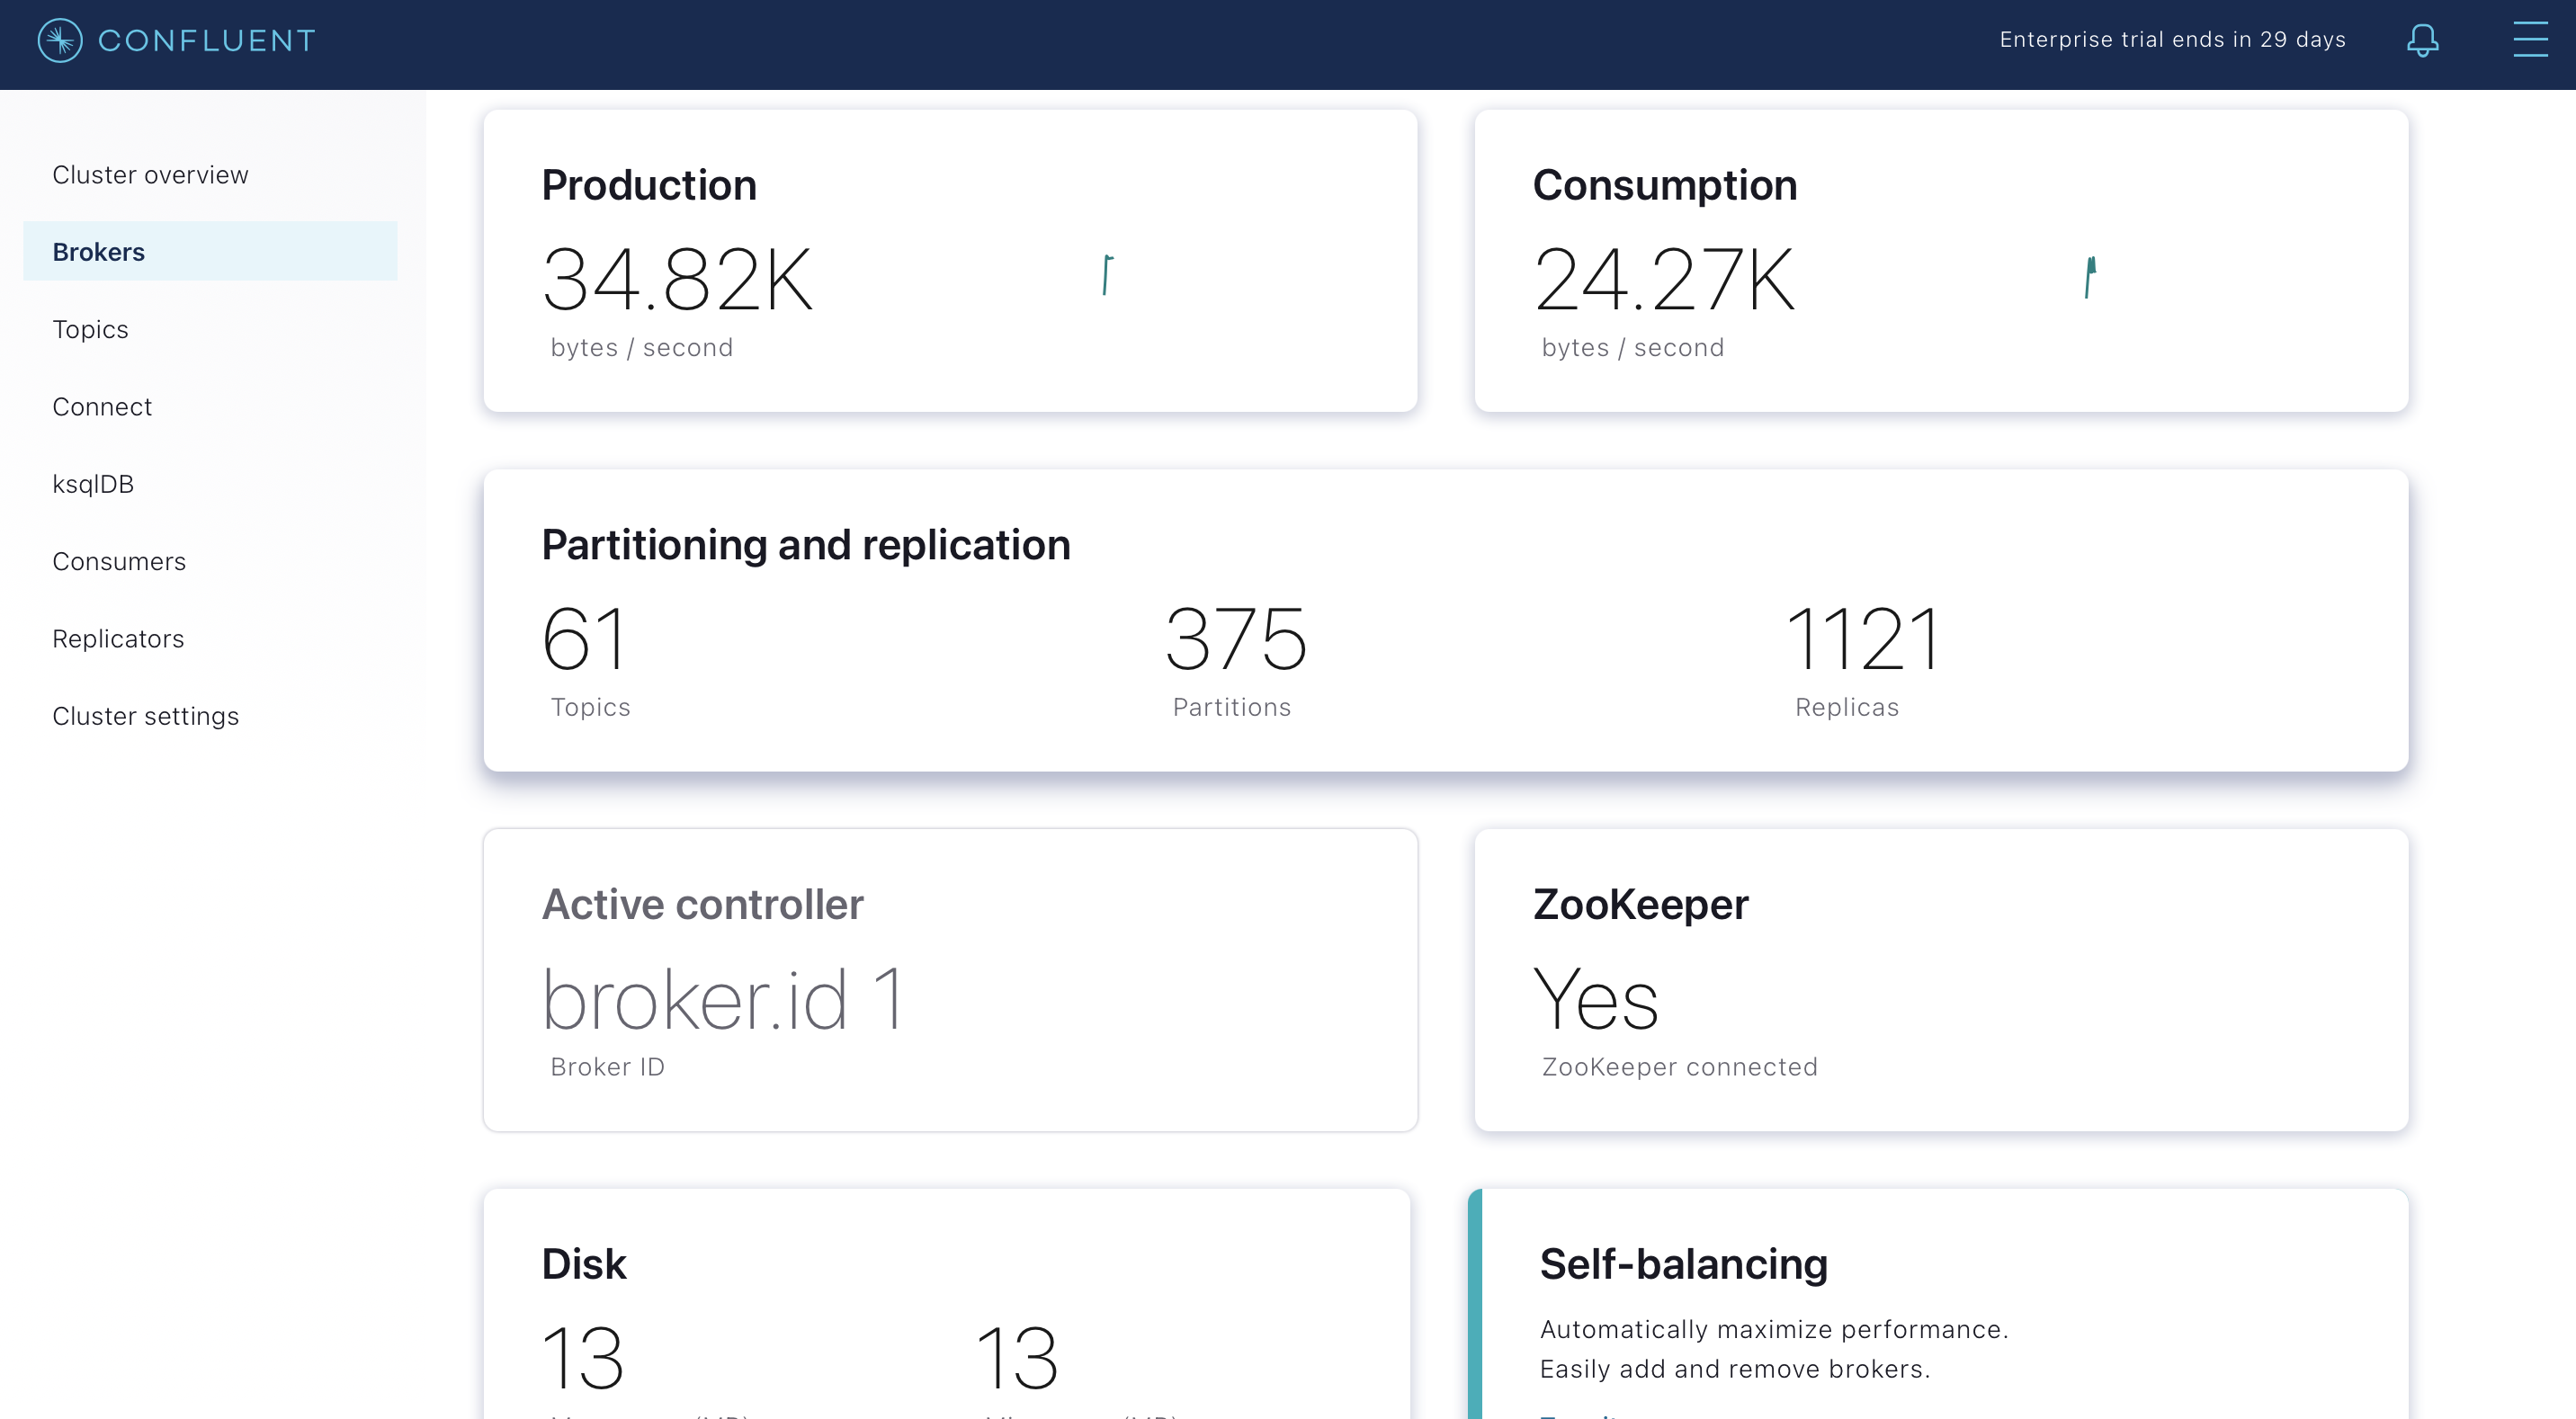 CONFLUENT
Enterprise trial ends in 29 days
Cluster overview
Brokers
Topics
Connect
ksqlDB
Consumers
Replicators
Cluster settings
Production
34.82K
bytes / second
Consumption
24.27K
bytes / second
Partitioning and replication
61
Topics
375
Partitions
1121
Replicas
Active controller
broker.id 1
Broker ID
ZooKeeper
Yes
ZooKeeper connected
Disk
13
13
Self-balancing
Automatically maximize performance.
Easily add and remove brokers.